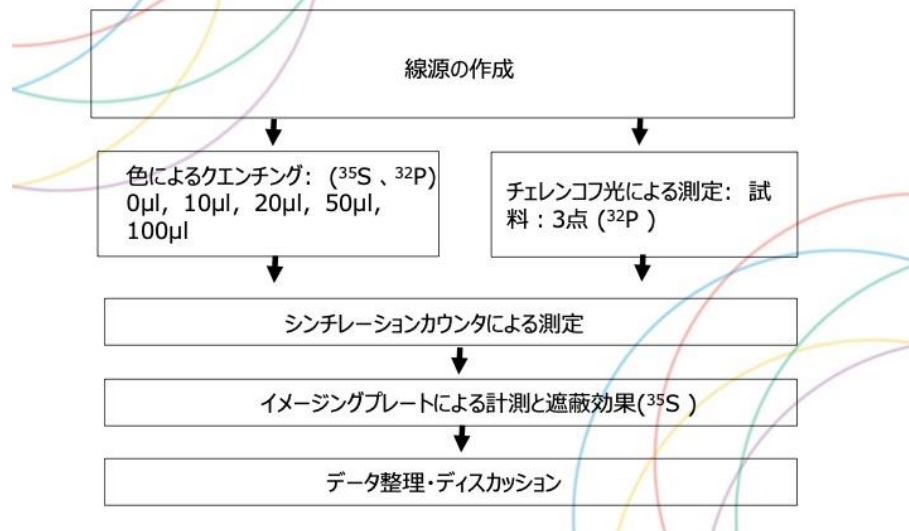 線源の作成
色によるクエンチング: (³⁵S 、³²P)
0μl, 10μl, 20μl, 50μl,
100μl
チェレンコフ光による測定: 試
料:3点 (³²P )
シンチレーションカウンタによる測定
イメージングプレートによる計測と遮蔽効果(³⁵S )
データ整理・ディスカッション